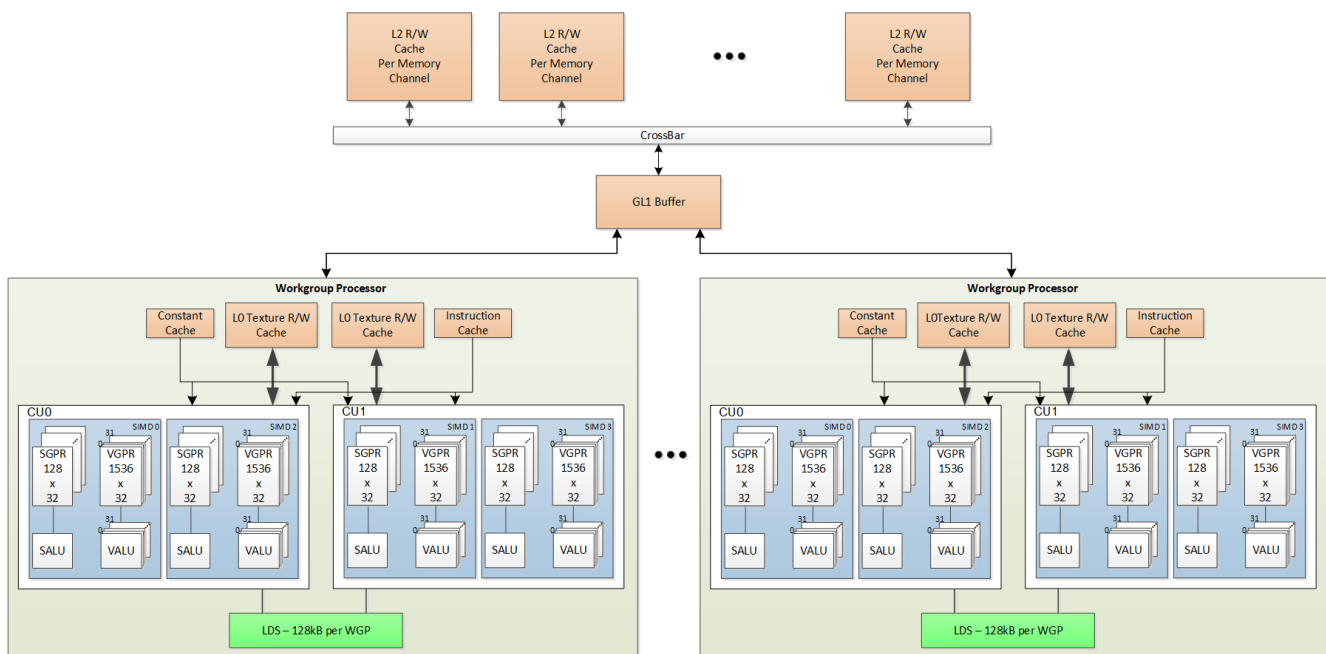 L2 R/W
Cache
Per Memory
Channel
L2 R/W
Cache
Per Memory
Channel
L2 R/W
Cache
Per Memory
Channel
CrossBar
GL1 Buffer
Workgroup Processor
Constant
Cache
L0 Texture R/W
Cache
L0 Texture R/W
Cache
Instruction
Cache
CU0
SIMD 0
SGPR
128
x
32
31
0
VGPR
1536
x
32
31
0
SALU
VALU
SIMD 2
SGPR
128
x
32
31
0
VGPR
1536
x
32
31
0
SALU
VALU
CU1
SIMD 1
SGPR
128
x
32
31
0
VGPR
1536
x
32
31
0
SALU
VALU
SIMD 3
SGPR
128
x
32
31
0
VGPR
1536
x
32
31
0
SALU
VALU
LDS – 128kB per WGP
Workgroup Processor
Constant
Cache
L0Texture R/W
Cache
L0 Texture R/W
Cache
Instruction
Cache
CU0
SIMD 0
SGPR
128
x
32
31
0
VGPR
1536
x
32
31
0
SALU
VALU
SIMD 2
SGPR
128
x
32
31
0
VGPR
1536
x
32
31
0
SALU
VALU
CU1
SIMD 1
SGPR
128
x
32
31
0
VGPR
1536
x
32
31
0
SALU
VALU
SIMD 3
SGPR
128
x
32
31
0
VGPR
1536
x
32
31
0
SALU
VALU
LDS – 128kB per WGP